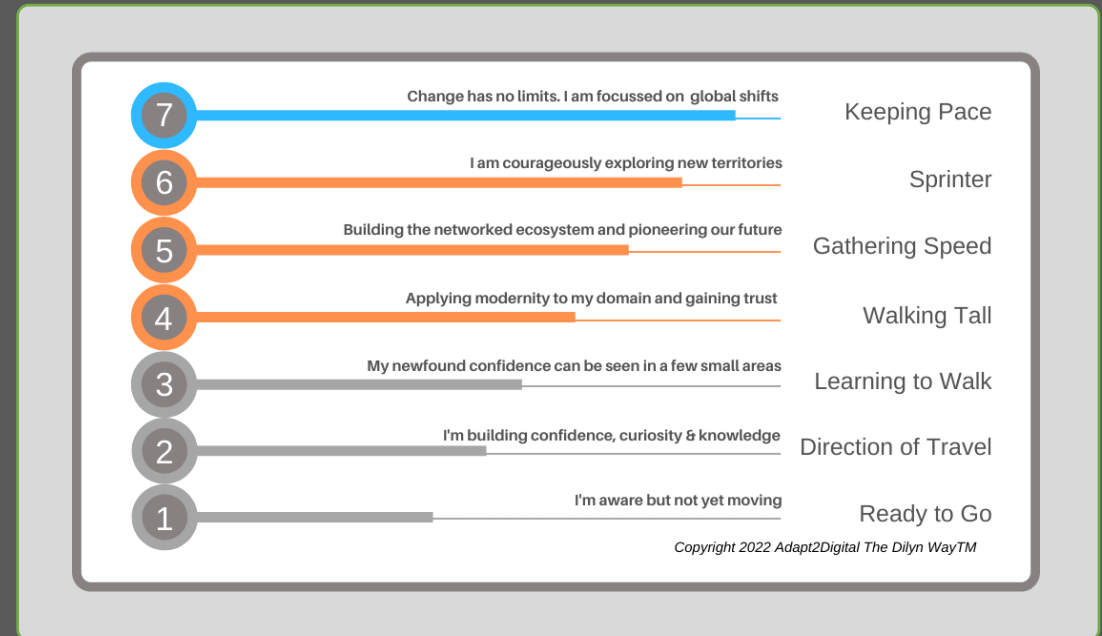 7
Change has no limits. I am focussed on global shifts
Keeping Pace
6
I am courageously exploring new territories
Sprinter
5
Building the networked ecosystem and pioneering our future
Gathering Speed
4
Applying modernity to my domain and gaining trust
Walking Tall
3
My newfound confidence can be seen in a few small areas
Learning to Walk
2
I'm building confidence, curiosity & knowledge
Direction of Travel
1
I'm aware but not yet moving
Ready to Go
Copyright 2022 Adapt2Digital The Dilyn WayTM